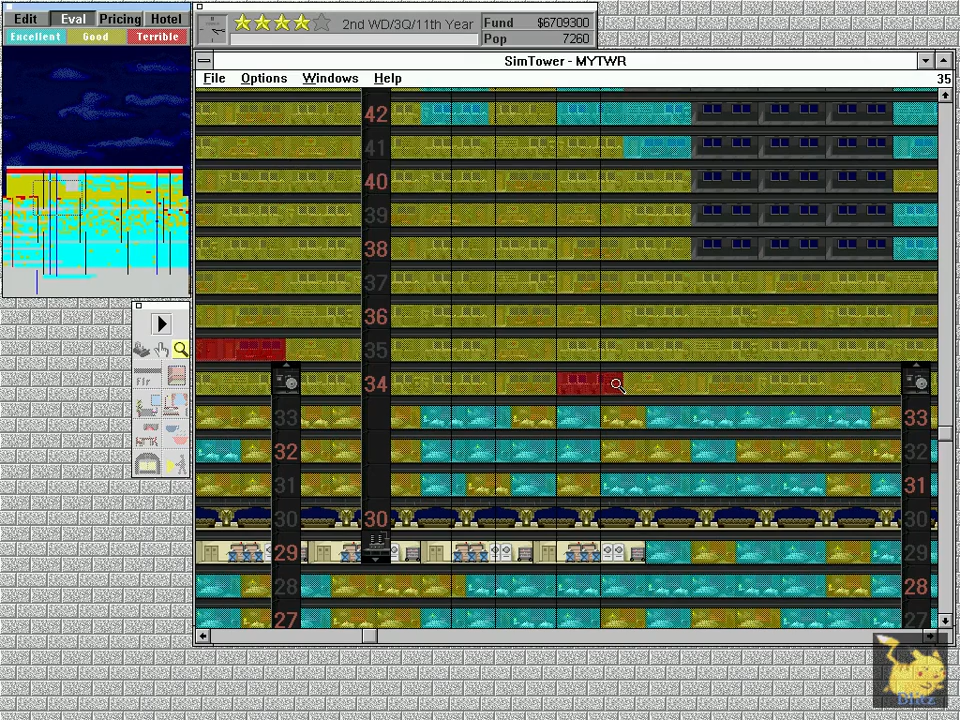 Edit Eval Pricing Hotel
Excellent Good Terrible
2nd WD/3Q/11th Year
Fund $6709300
Pop 7260
SimTower - MYTWR
File Options Windows Help
35
Flr
42
41
40
39
38
37
36
35
34
33 33
32 32
31 31
30 30 30
29 29
28 28
27 27
Blitz